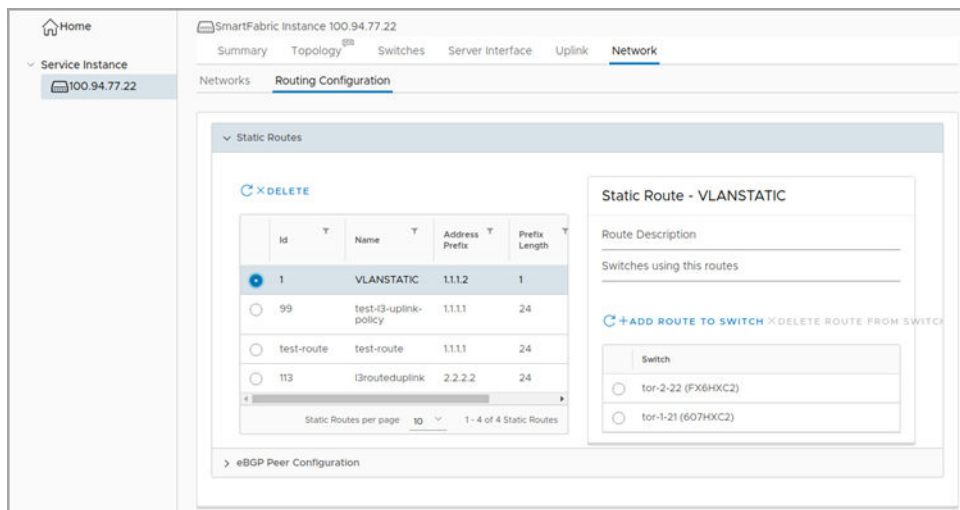 Home
SmartFabric Instance 100.94.77.22
Summary Topology Switches Server Interface Uplink Network
Service Instance
100.94.77.22
Networks Routing Configuration
Static Routes
DELETE
Id Name Address Prefix Prefix Length
1 VLANSTATIC 1.1.1.2 1
99 test-l3-uplink-policy 1.1.1.1 24
test-route test-route 1.1.1.1 24
113 l3routeduplink 2.2.2.2 24
Static Routes per page 10 1 - 4 of 4 Static Routes
Static Route - VLANSTATIC
Route Description
Switches using this routes
ADD ROUTE TO SWITCH DELETE ROUTE FROM SWITCH
Switch
tor-2-22 (FX6HXC2)
tor-1-21 (607HXC2)
eBGP Peer Configuration